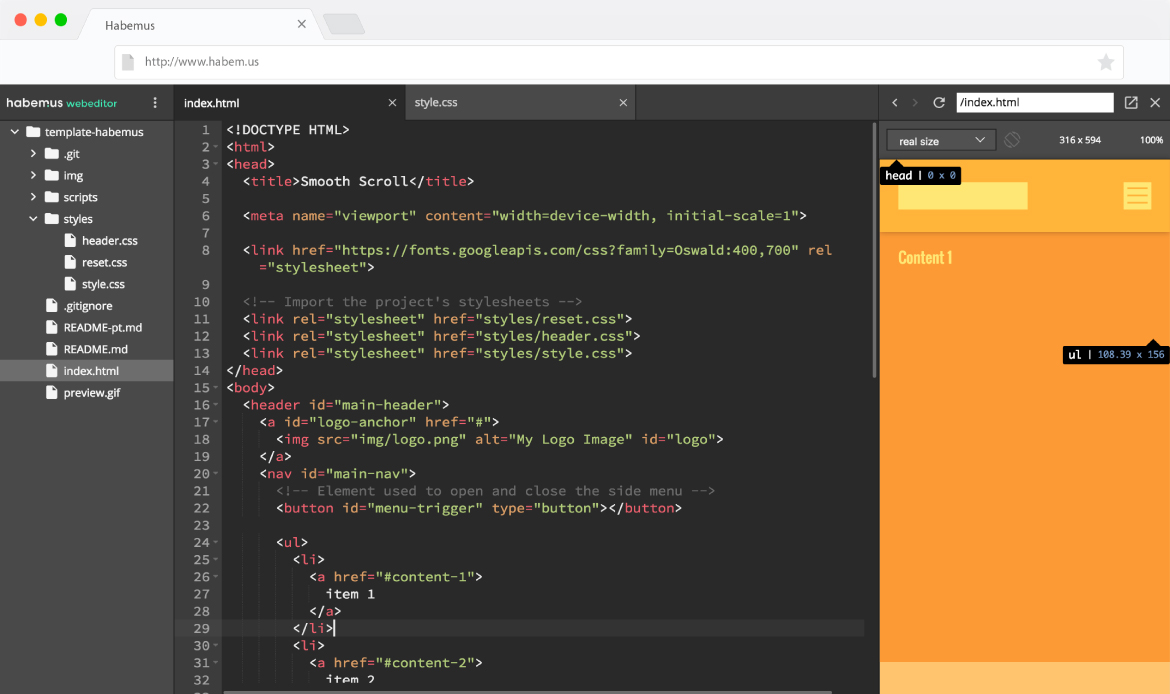 Habemus
http://www.habem.us
habemus webeditor
index.html
style.css
/index.html
template-habemus
.git
img
scripts
styles
header.css
reset.css
style.css
.gitignore
README-pt.md
README.md
index.html
preview.gif
1 <!DOCTYPE HTML>
2 <html>
3 <head>
4 <title>Smooth Scroll</title>
5
6 <meta name="viewport" content="width=device-width, initial-scale=1">
7
8 <link href="https://fonts.googleapis.com/css?family=Oswald:400,700" rel
="stylesheet">
9
10 <!-- Import the project's stylesheets -->
11 <link rel="stylesheet" href="styles/reset.css">
12 <link rel="stylesheet" href="styles/header.css">
13 <link rel="stylesheet" href="styles/style.css">
14 </head>
15 <body>
16 <header id="main-header">
17 <a id="logo-anchor" href="#">
18 <img src="img/logo.png" alt="My Logo Image" id="logo">
19 </a>
20 <nav id="main-nav">
21 <!-- Element used to open and close the side menu -->
22 <button id="menu-trigger" type="button"></button>
23
24 <ul>
25 <li>
26 <a href="#content-1">
27 item 1
28 </a>
29 </li>
30 <li>
31 <a href="#content-2">
32 item 2
real size
316 x 594
100%
head | 0 x 0
Content 1
ul | 108.39 x 156